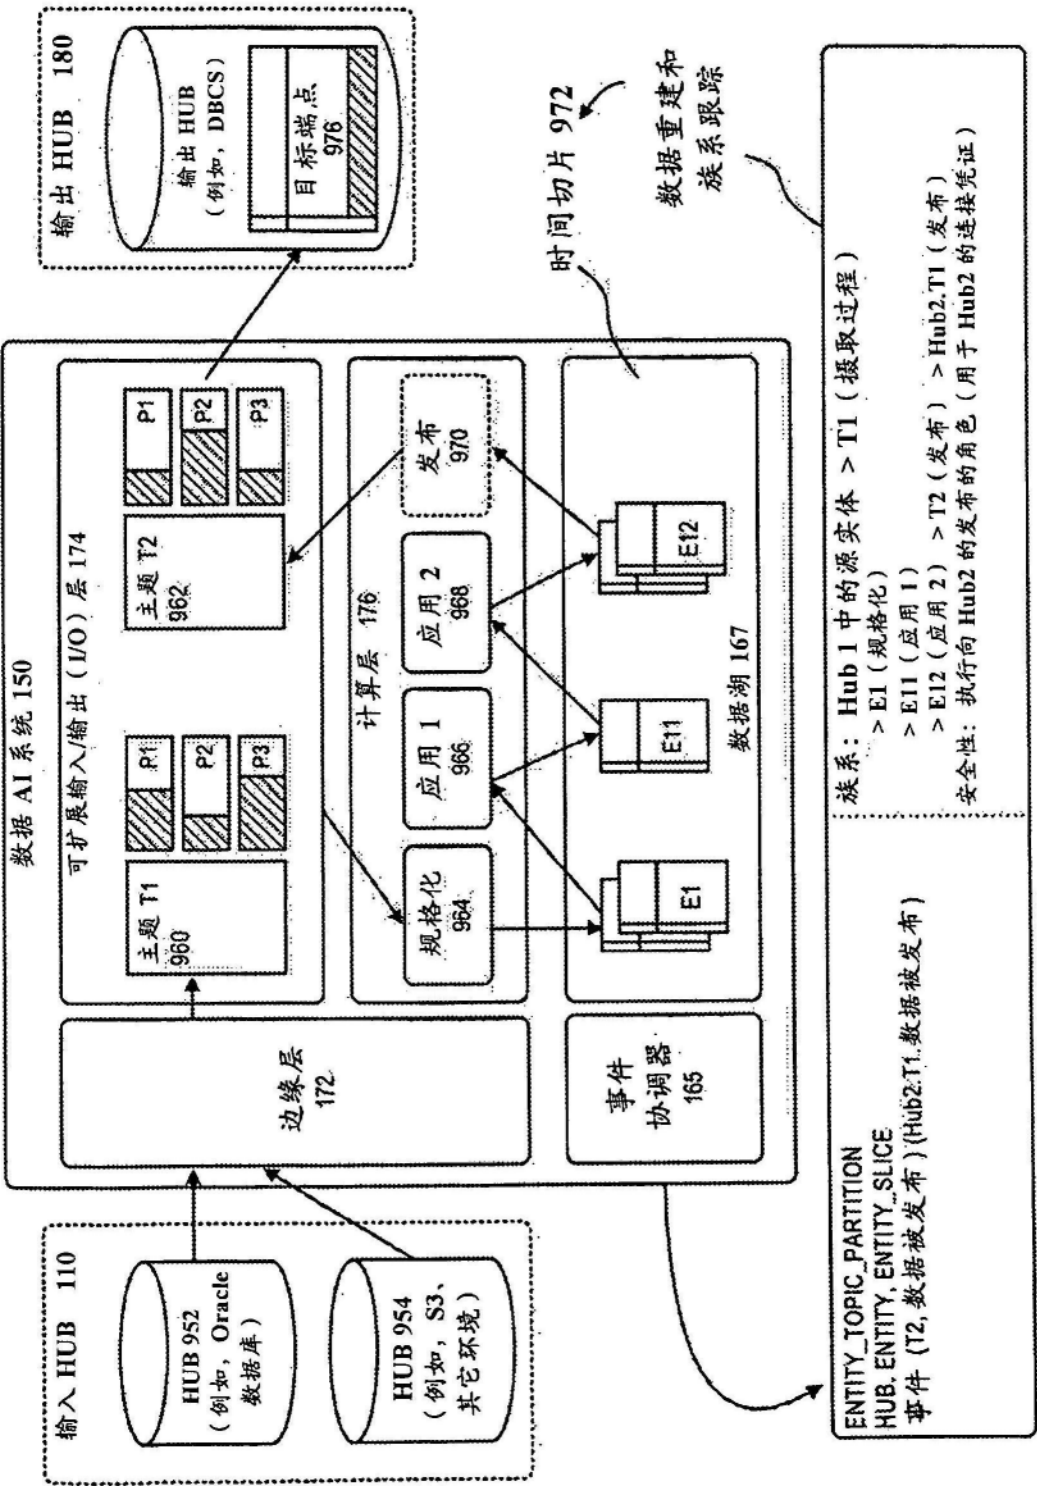 输入 HUB 110
HUB 952
(例如, Oracle
数据库)
HUB 954
(例如, S3、
其它环境)
数据 AI 系统 150
边缘层
172
可扩展输入/输出 (I/O) 层 174
主题 T1
960
P1
P2
P3
主题 T2
962
P1
P2
P3
计算层 176
规格化
964
应用 1
966
应用 2
968
发布
970
事件
协调器
165
E1
E11
E12
数据湖 167
输出 HUB 180
输出 HUB
(例如, DBCS)
目标端点
976
时间切片 972
数据重建和
族系跟踪
ENTITY_TOPIC_PARTITION
HUB. ENTITY, ENTITY_SLICE
事件 (T2, 数据被发布) (Hub2.T1. 数据被发布)
族系: Hub 1 中的源实体 > T1 (摄取过程)
> E1 (规格化)
> E11 (应用 1)
> E12 (应用 2) > T2 (发布) > Hub2.T1 (发布)
安全性: 执行向 Hub2 的发布的角色 (用于 Hub2 的连接凭证)